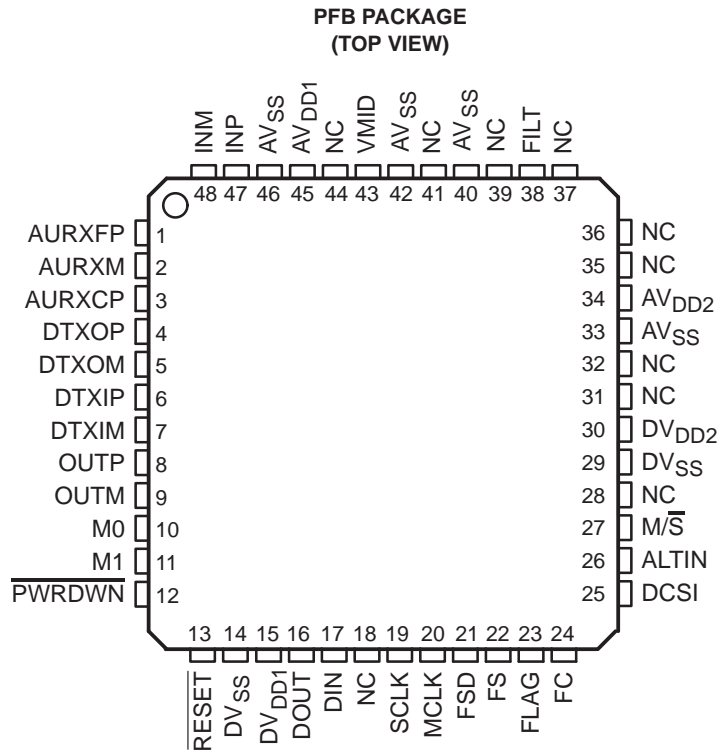 PFB PACKAGE
(TOP VIEW)
INM INP AVSS AVDD1 NC VMID AVSS NC AVSS NC FILT NC
48 47 46 45 44 43 42 41 40 39 38 37
AURXFP 1 36 NC
AURXM 2 35 NC
AURXCP 3 34 AVDD2
DTXOP 4 33 AVSS
DTXOM 5 32 NC
DTXIP 6 31 NC
DTXIM 7 30 DVDD2
OUTP 8 29 DVSS
OUTM 9 28 NC
M0 10 27 M/S̅
M1 11 26 ALTIN
P̅W̅R̅D̅W̅N̅ 12 25 DCSI
13 14 15 16 17 18 19 20 21 22 23 24
R̅E̅S̅E̅T̅ DVSS DVDD1 DOUT DIN NC SCLK MCLK FSD FS FLAG FC